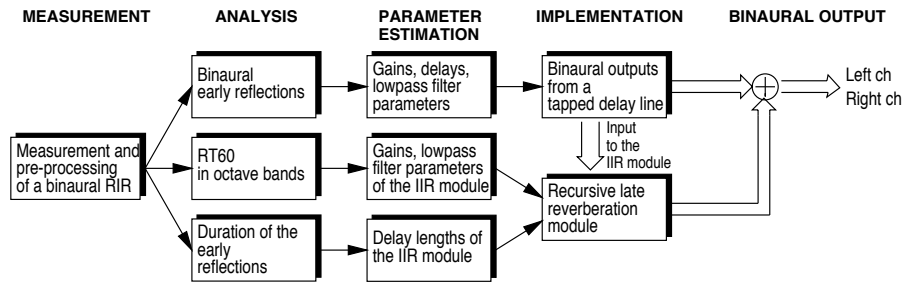 MEASUREMENT
ANALYSIS
PARAMETER
ESTIMATION
IMPLEMENTATION
BINAURAL OUTPUT
Binaural
early reflections
Gains, delays,
lowpass filter
parameters
Binaural outputs
from a
tapped delay line
Left ch
Right ch
Input
to the
IIR module
Measurement and
pre-processing
of a binaural RIR
RT60
in octave bands
Gains, lowpass
filter parameters
of the IIR module
Recursive late
reverberation
module
Duration of the
early
reflections
Delay lengths of
the IIR module